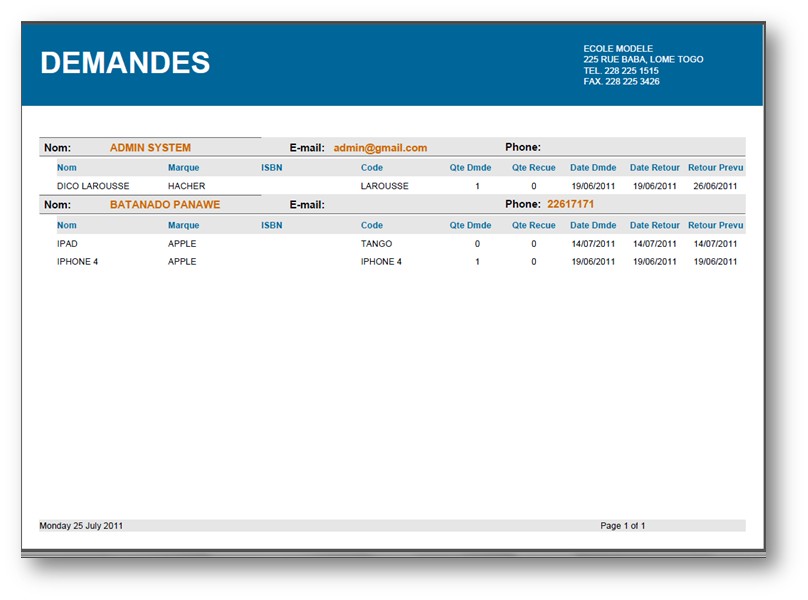 DEMANDES
ECOLE MODELE
225 RUE BABA, LOME TOGO
TEL. 228 225 1515
FAX. 228 225 3426
Nom: ADMIN SYSTEM E-mail: admin@gmail.com Phone:
Nom Marque ISBN Code Qte Dmde Qte Recue Date Dmde Date Retour Retour Prevu
DICO LAROUSSE HACHER LAROUSSE 1 0 19/06/2011 19/06/2011 26/06/2011
Nom: BATANADO PANAWE E-mail: Phone: 22617171
Nom Marque ISBN Code Qte Dmde Qte Recue Date Dmde Date Retour Retour Prevu
IPAD APPLE TANGO 0 0 14/07/2011 14/07/2011 14/07/2011
IPHONE 4 APPLE IPHONE 4 1 0 19/06/2011 19/06/2011 19/06/2011
Monday 25 July 2011 Page 1 of 1